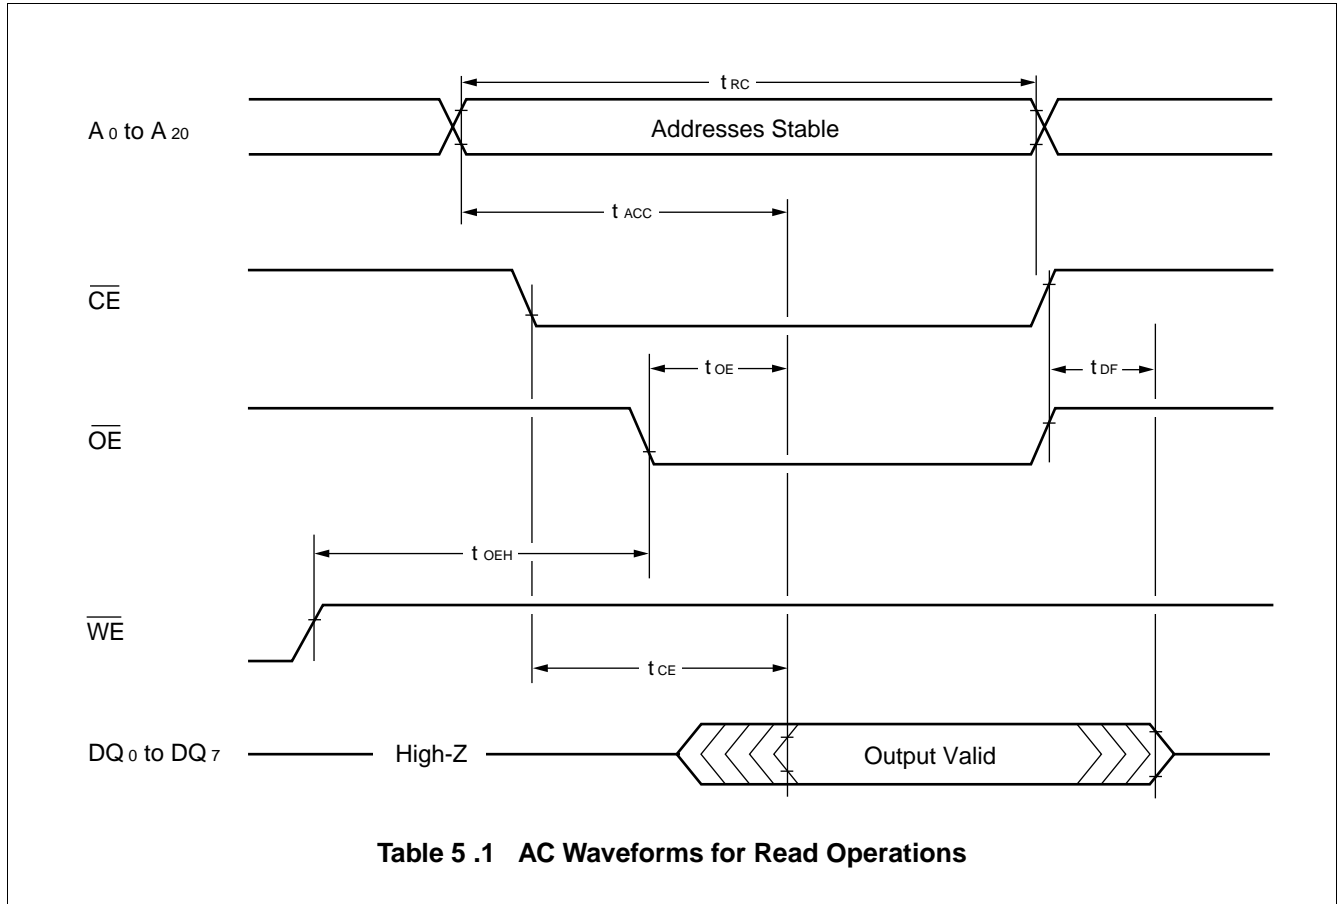 t RC
A 0 to A 20
Addresses Stable
t ACC
CE
t OE
t DF
OE
t OEH
WE
t CE
DQ 0 to DQ 7
High-Z
Output Valid
Table 5 .1 AC Waveforms for Read Operations